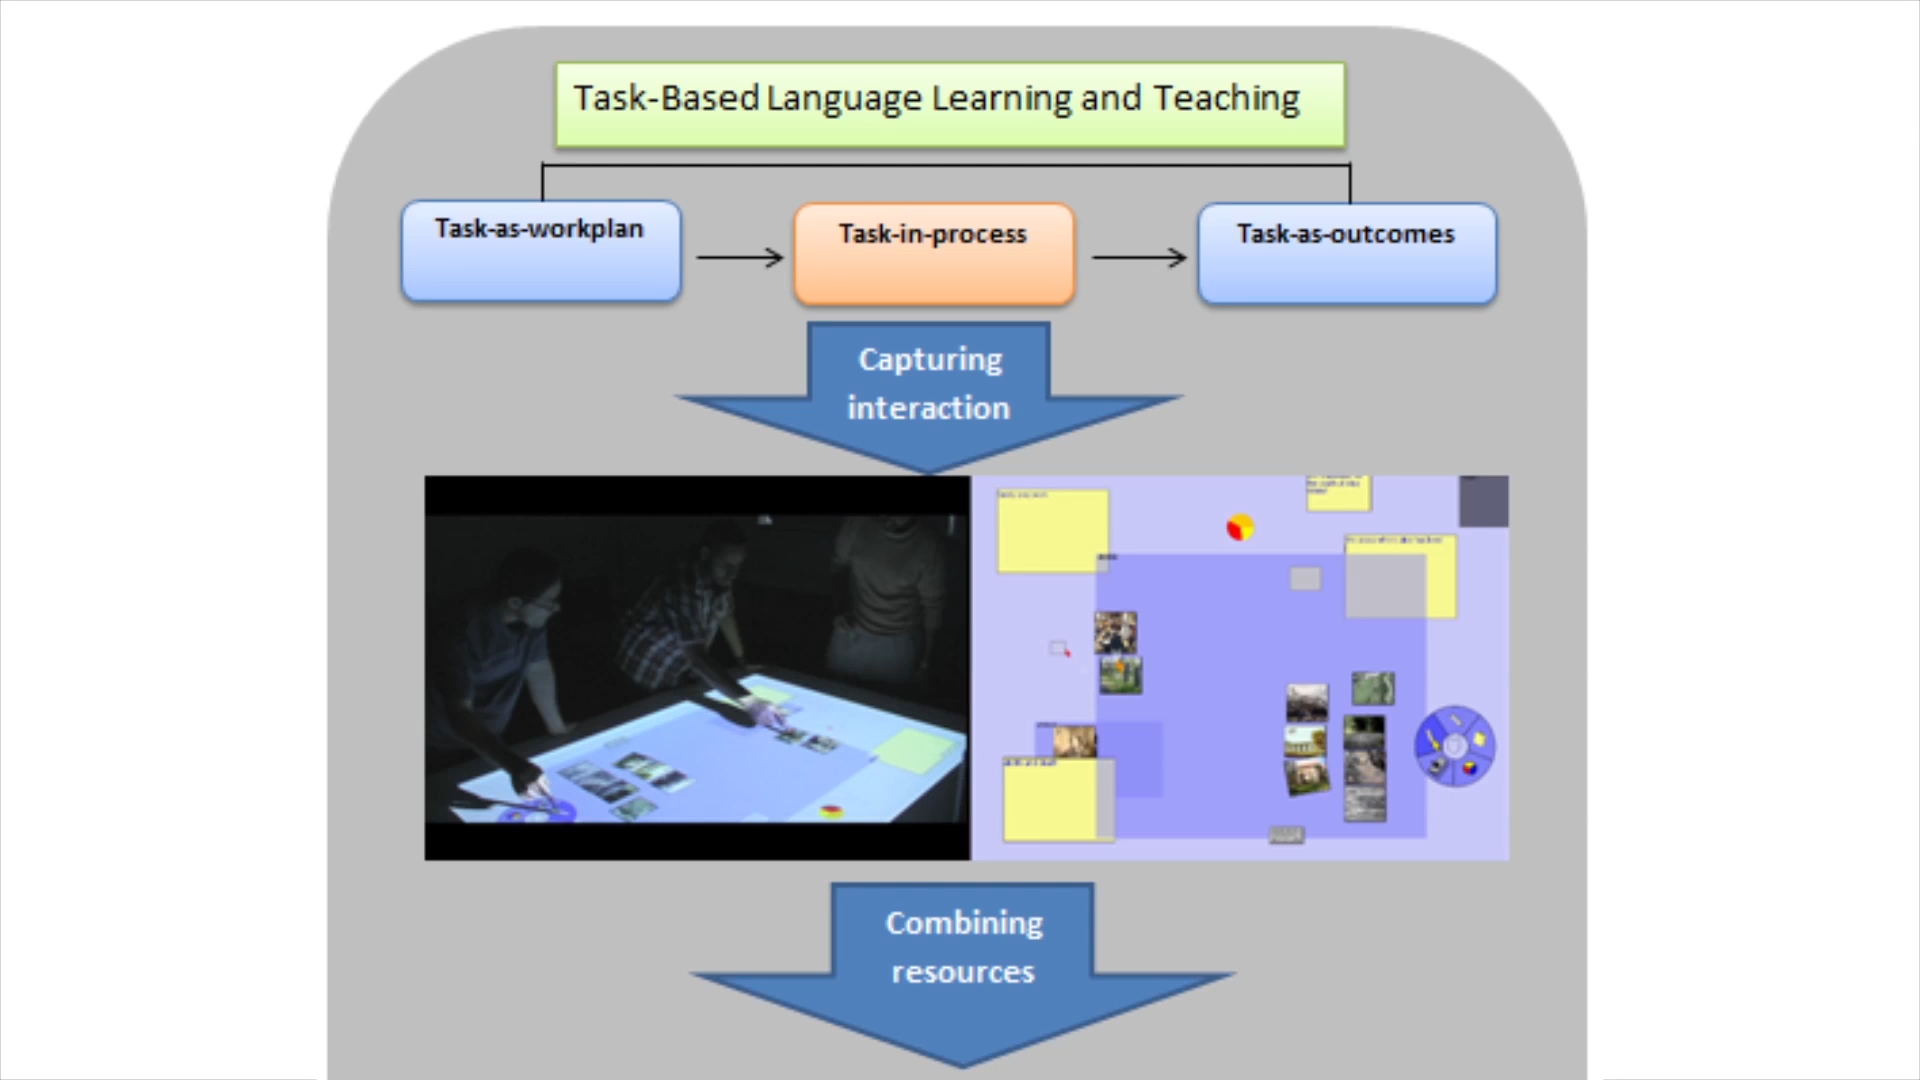 Task-Based Language Learning and Teaching
Task-as-workplan
Task-in-process
Task-as-outcomes
Capturing
interaction
Combining
resources